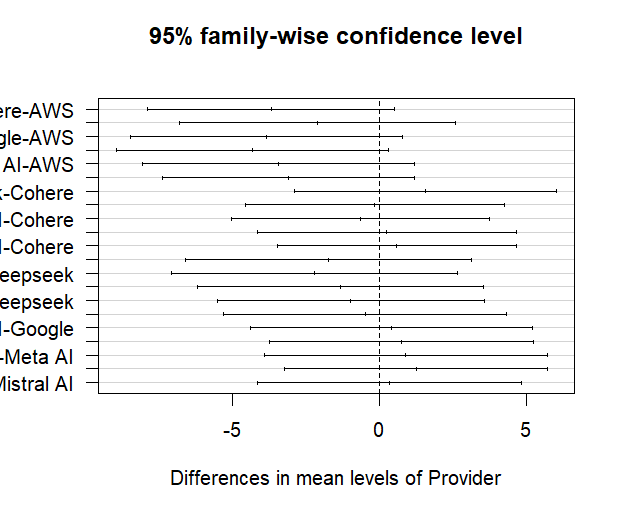 95% family-wise confidence level
ere-AWS
gle-AWS
AI-AWS
k-Cohere
I-Cohere
I-Cohere
eepseek
eepseek
I-Google
-Meta AI
Mistral AI
-5 0 5
Differences in mean levels of Provider